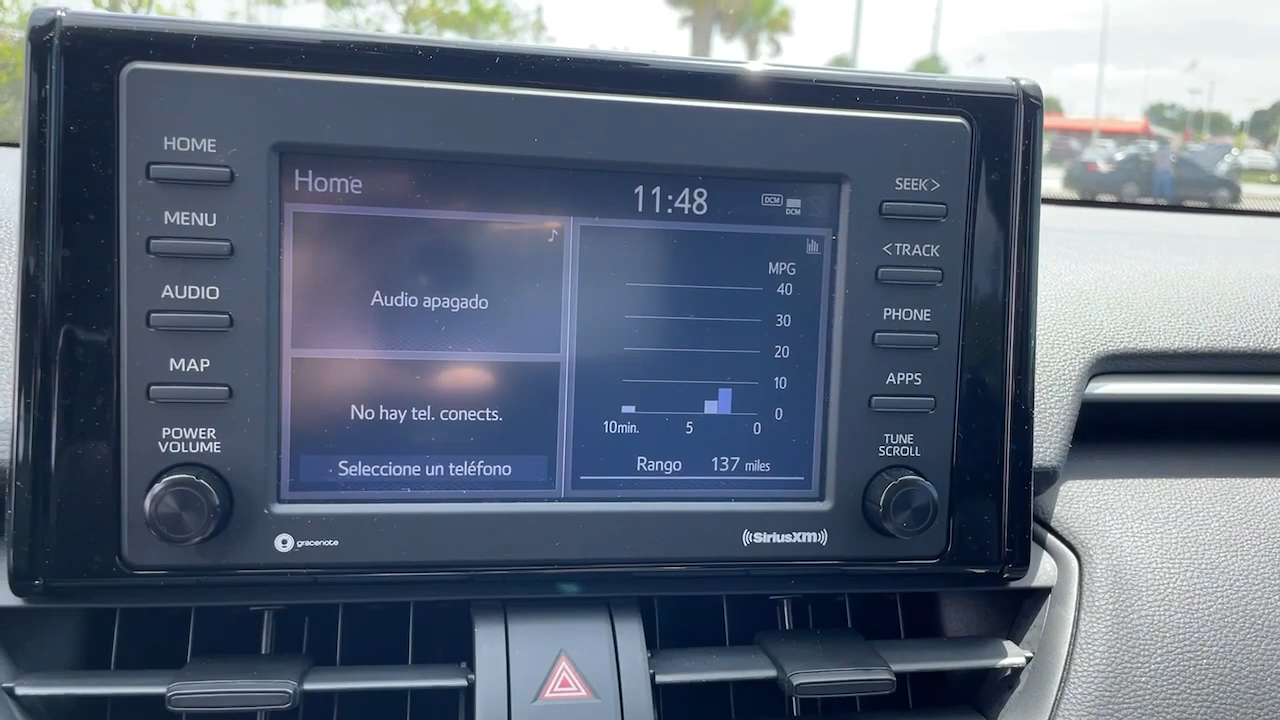 HOME
MENU
AUDIO
MAP
POWER
VOLUME
Home
11:48
DCM
DCM
Audio apagado
No hay tel. conects.
Seleccione un teléfono
MPG
40
30
20
10
0
10min. 5 0
Rango 137 miles
SEEK>
<TRACK
PHONE
APPS
TUNE
SCROLL
gracenote
((SiriusXM))